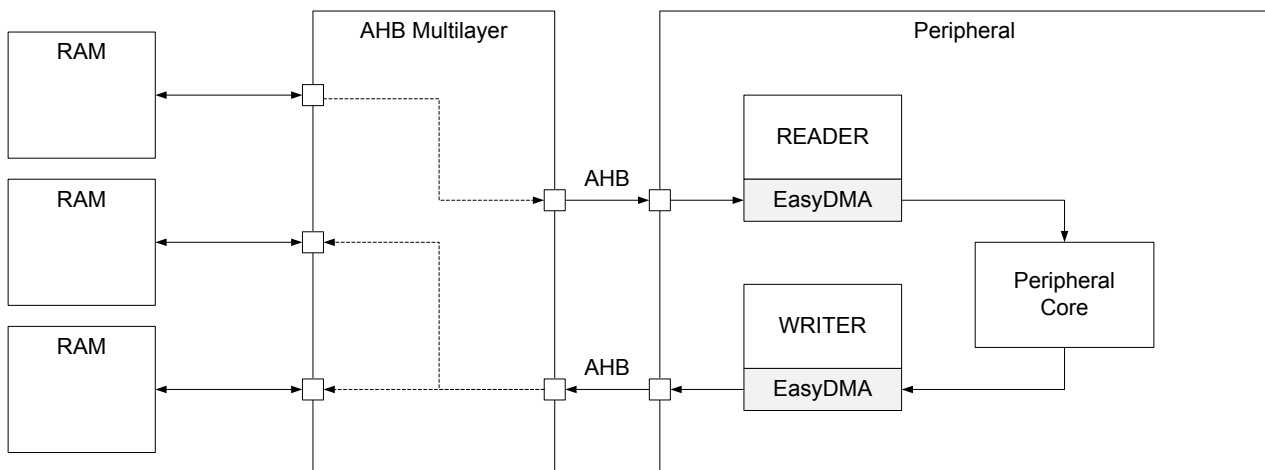 RAM
AHB Multilayer
Peripheral
READER
EasyDMA
AHB
RAM
Peripheral
Core
WRITER
EasyDMA
AHB
RAM